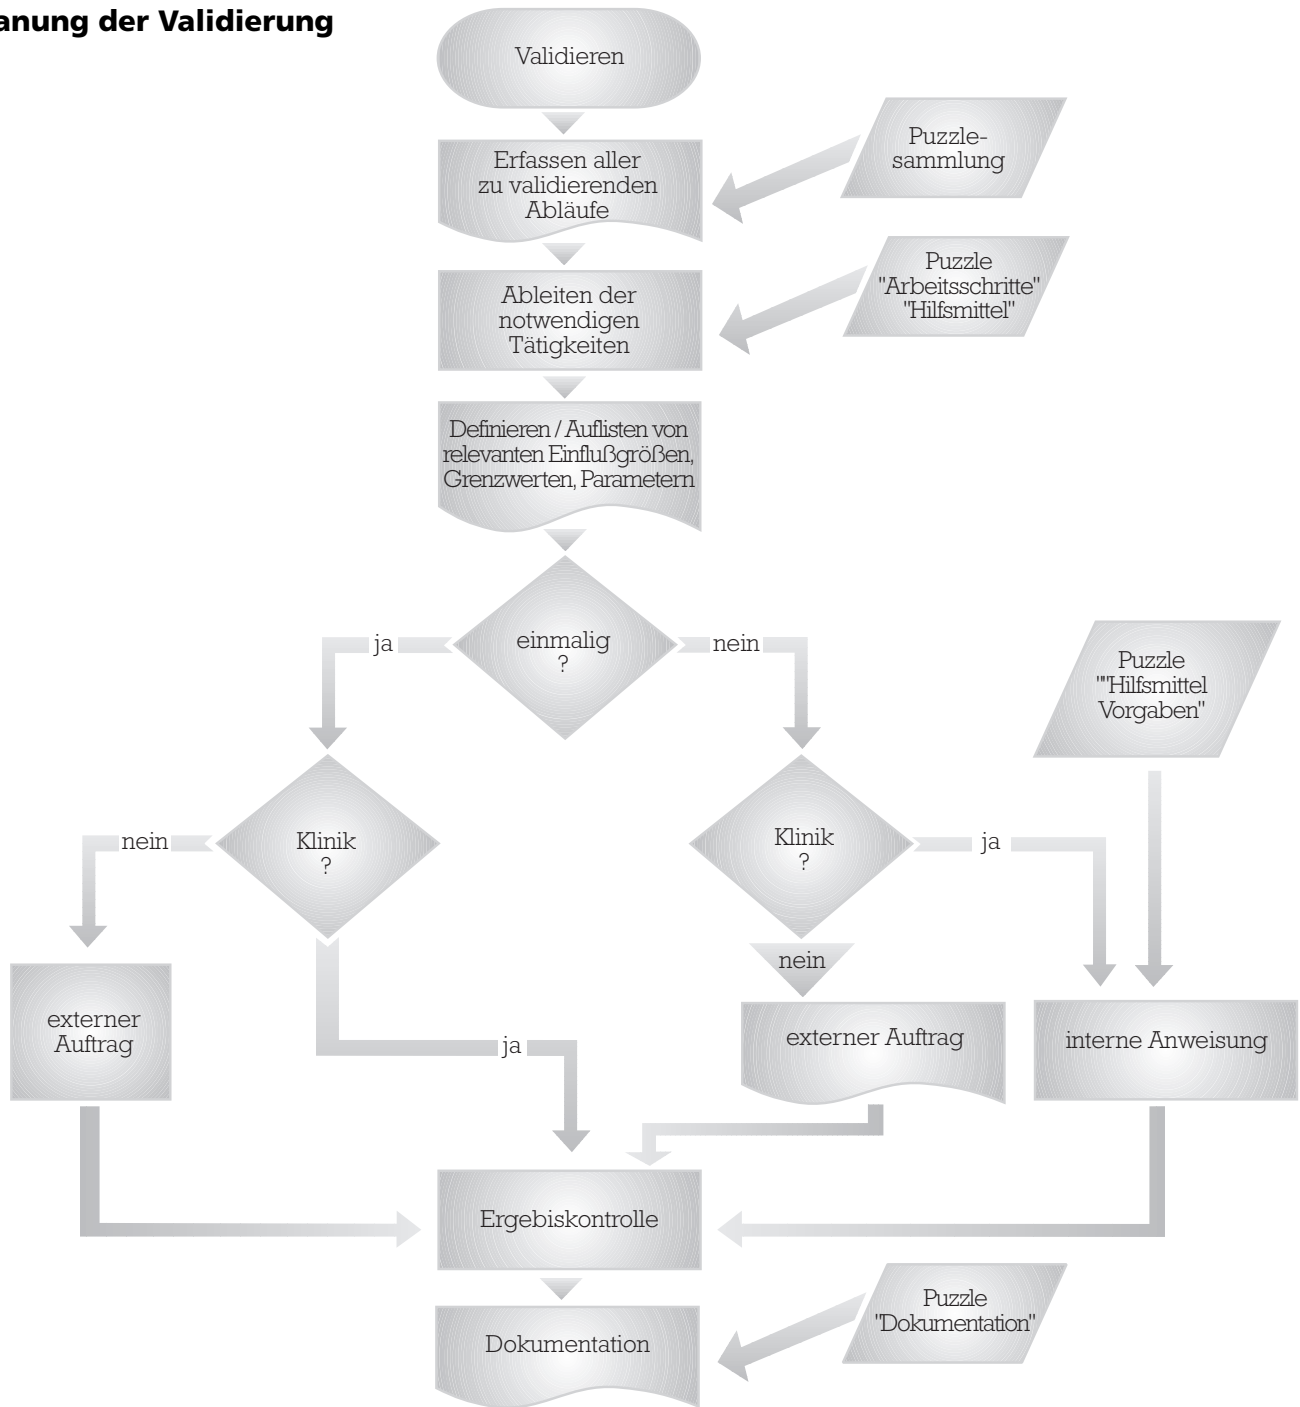 anung der Validierung
Validieren
Puzzle-
sammlung
Erfassen aller
zu validierenden
Abläufe
Puzzle
"Arbeitsschritte"
"Hilfsmittel"
Ableiten der
notwendigen
Tätigkeiten
Definieren / Auflisten von
relevanten Einflußgrößen,
Grenzwerten, Parametern
ja
einmalig
?
nein
Puzzle
""Hilfsmittel
Vorgaben"
nein
Klinik
?
Klinik
?
ja
nein
externer
Auftrag
ja
externer Auftrag
interne Anweisung
Ergebiskontrolle
Puzzle
"Dokumentation"
Dokumentation